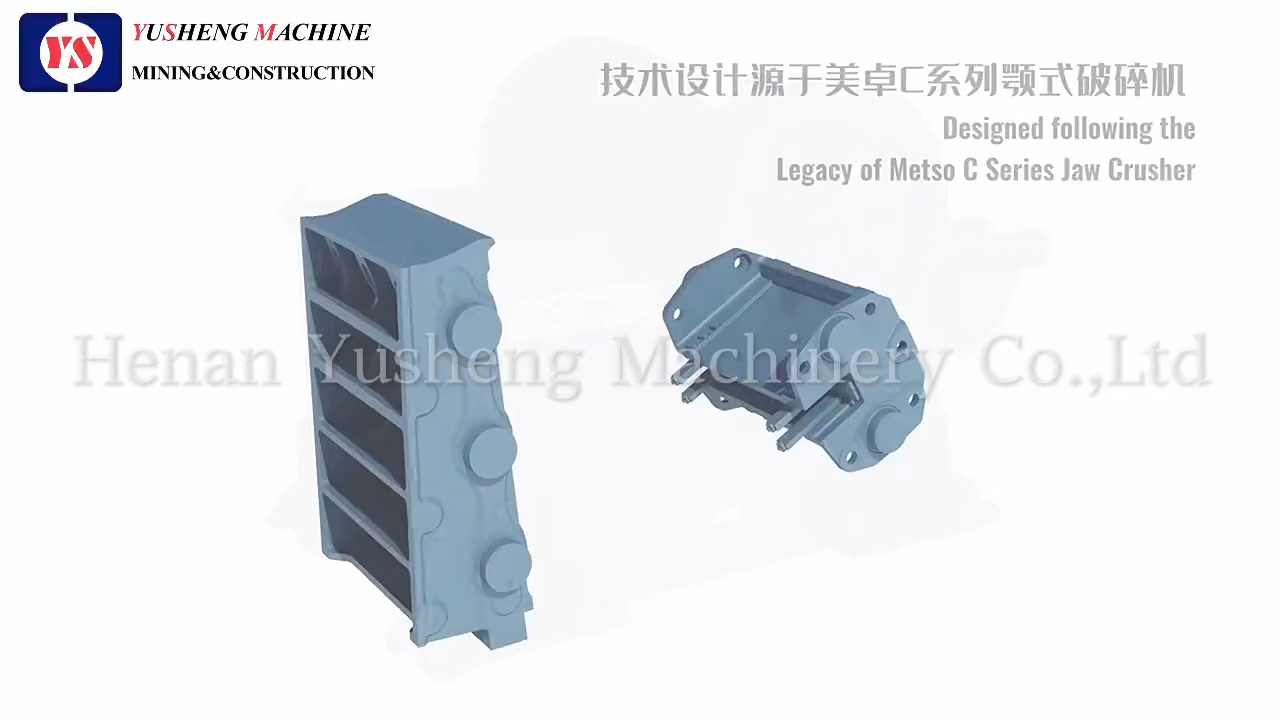 YS
YUSHENG MACHINE
MINING&CONSTRUCTION
技术设计源于美卓C系列颚式破碎机
Designed following the
Legacy of Metso C Series Jaw Crusher
Henan Yusheng Machinery Co.,Ltd